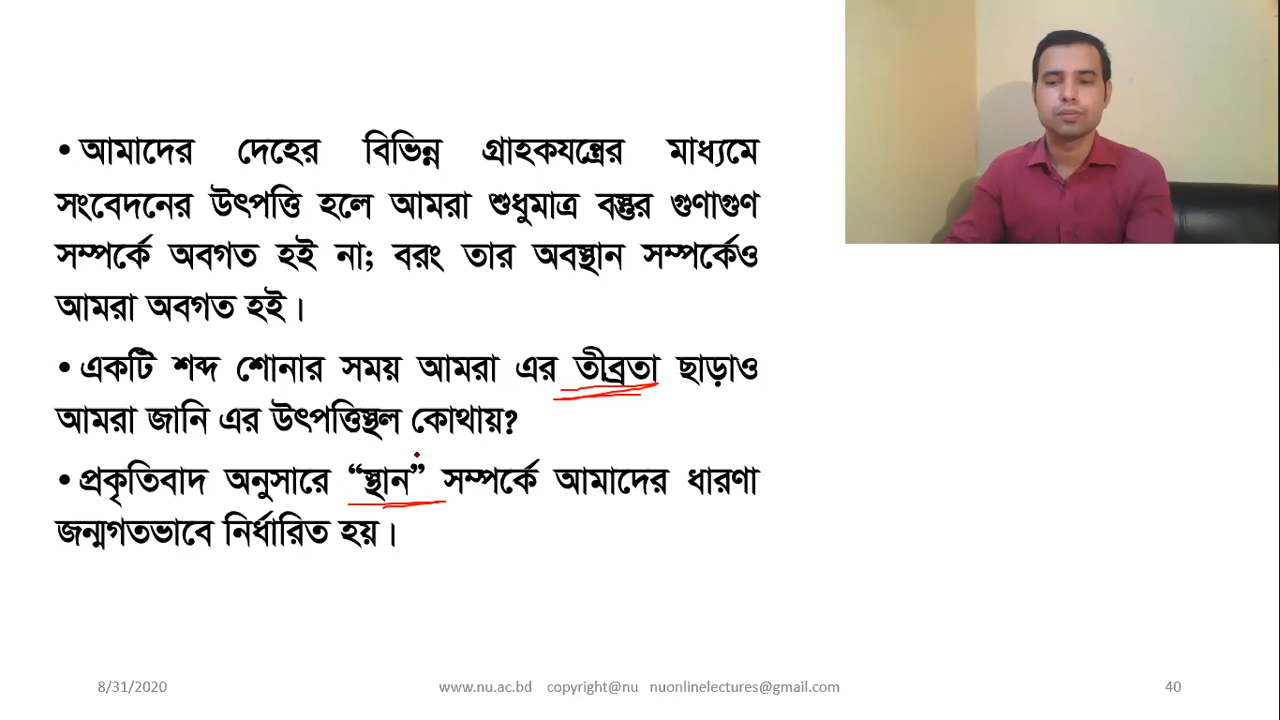 • আমাদের দেহের বিভিন্ন গ্রাহকযন্ত্রের মাধ্যমে
সংবেদনের উৎপত্তি হলে আমরা শুধুমাত্র বস্তুর গুণাগুণ
সম্পর্কে অবগত হই না; বরং তার অবস্থান সম্পর্কেও
আমরা অবগত হই।
• একটি শব্দ শোনার সময় আমরা এর তীব্রতা ছাড়াও
আমরা জানি এর উৎপত্তিস্থল কোথায়?
• প্রকৃতিবাদ অনুসারে “স্থান” সম্পর্কে আমাদের ধারণা
জন্মগতভাবে নির্ধারিত হয়।
8/31/2020 www.nu.ac.bd copyright@nu nuonlinelectures@gmail.com 40